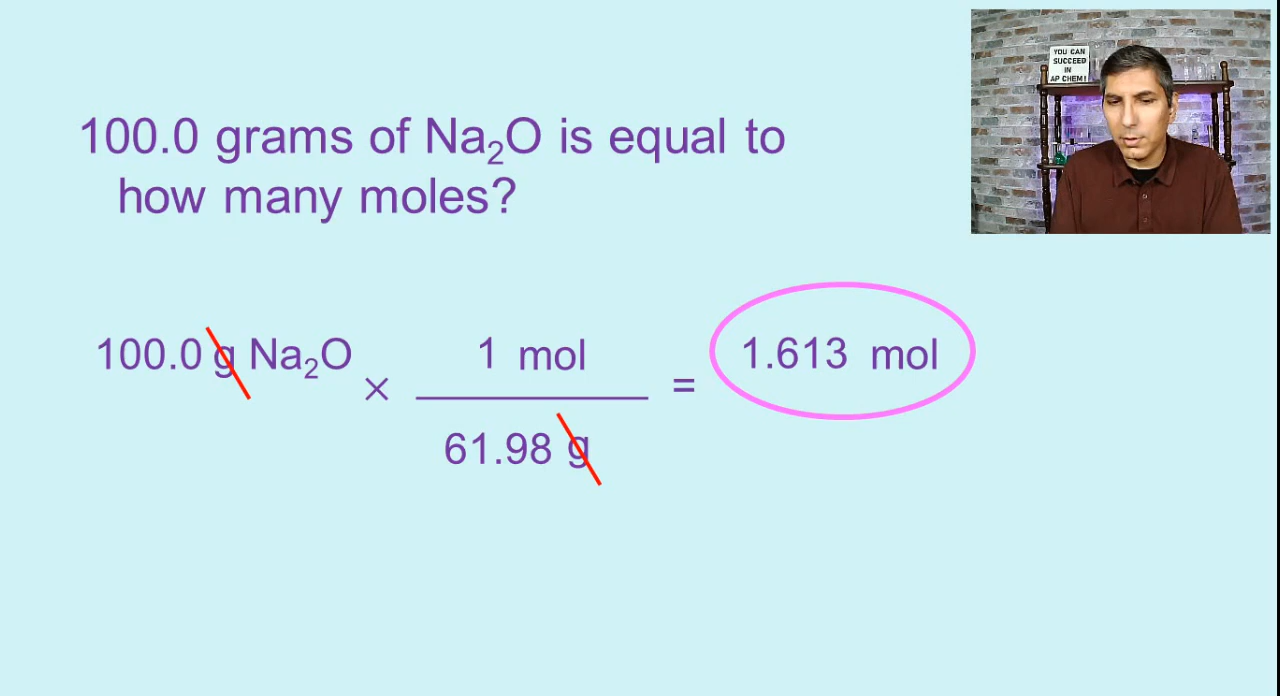 100.0 grams of Na₂O is equal to
how many moles?
100.0 g Na₂O × 1 mol / 61.98 g = 1.613 mol
YOU CAN
SUCCEED
IN
AP CHEM!